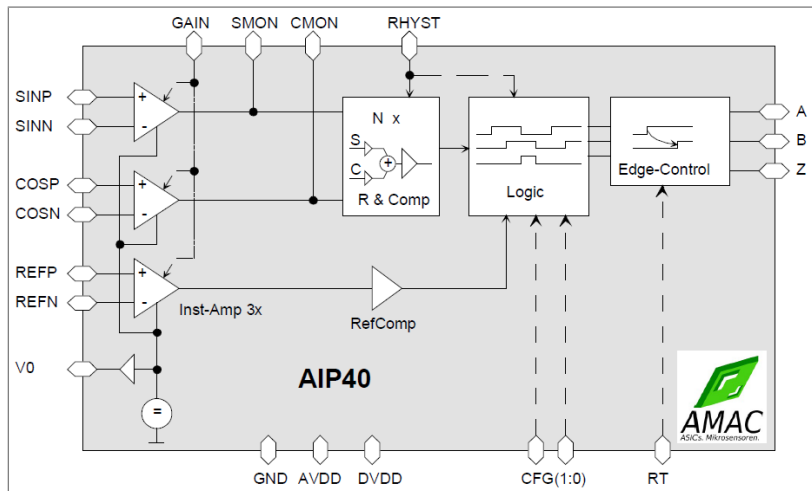 GAIN SMON CMON RHYST
SINP
SINN
COSP
COSN
REFP
REFN
V0
+
-
+
-
+
-
Inst-Amp 3x
=
N x
S
C
+
R & Comp
RefComp
Logic
Edge-Control
A
B
Z
AIP40
AMAC
ASICs. Mikrosensoren.
GND AVDD DVDD CFG(1:0) RT